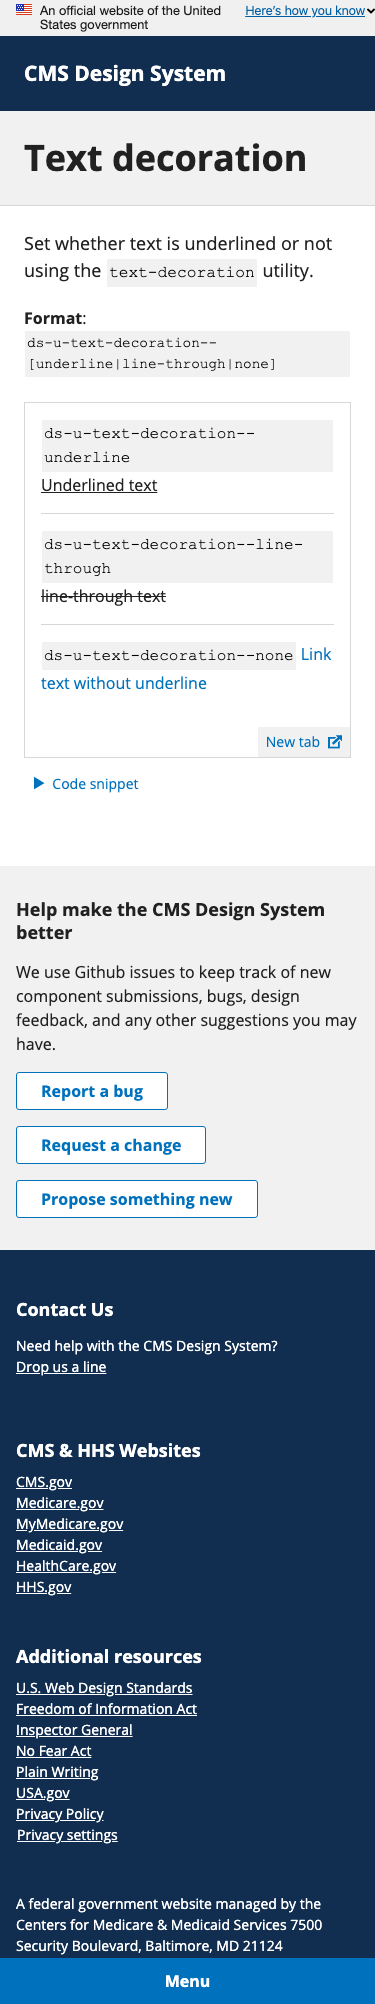 An official website of the United
States government
Here's how you know
CMS Design System
Text decoration
Set whether text is underlined or not
using the text-decoration utility.
Format:
ds-u-text-decoration--
[underline|line-through|none]
ds-u-text-decoration--
underline
Underlined text
ds-u-text-decoration--line-
through
line-through text
ds-u-text-decoration--none Link
text without underline
New tab
Code snippet
Help make the CMS Design System
better
We use Github issues to keep track of new
component submissions, bugs, design
feedback, and any other suggestions you may
have.
Report a bug
Request a change
Propose something new
Contact Us
Need help with the CMS Design System?
Drop us a line
CMS & HHS Websites
CMS.gov
Medicare.gov
MyMedicare.gov
Medicaid.gov
HealthCare.gov
HHS.gov
Additional resources
U.S. Web Design Standards
Freedom of Information Act
Inspector General
No Fear Act
Plain Writing
USA.gov
Privacy Policy
Privacy settings
A federal government website managed by the
Centers for Medicare & Medicaid Services 7500
Security Boulevard, Baltimore, MD 21124
Menu